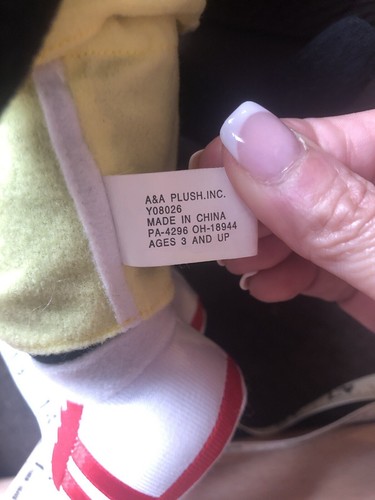 A&A PLUSH.INC.
Y08026
MADE IN CHINA
PA-4296 OH-18944
AGES 3 AND UP